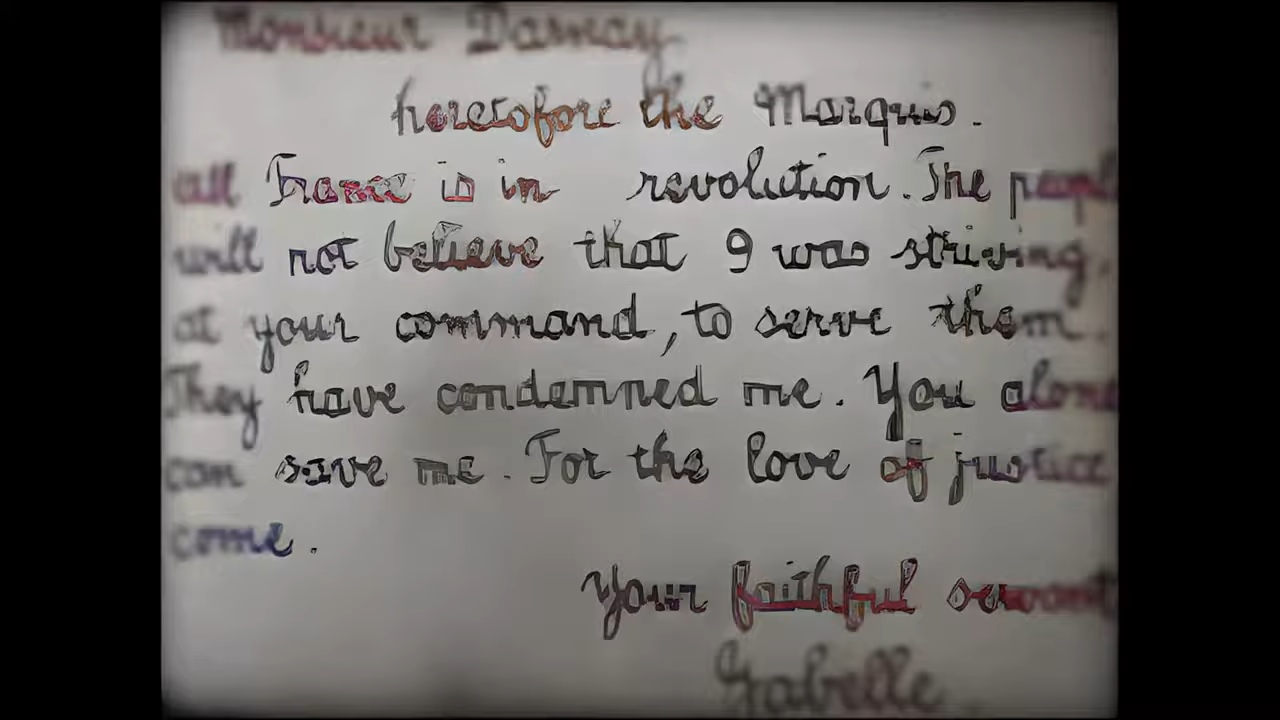 Monsieur Darnay
heretofore the Marquis.
all France is in revolution. The people
will not believe that I was striving,
at your command, to serve them.
They have condemned me. You alone
can save me. For the love of justice
come.
Your faithful servant
Gabelle